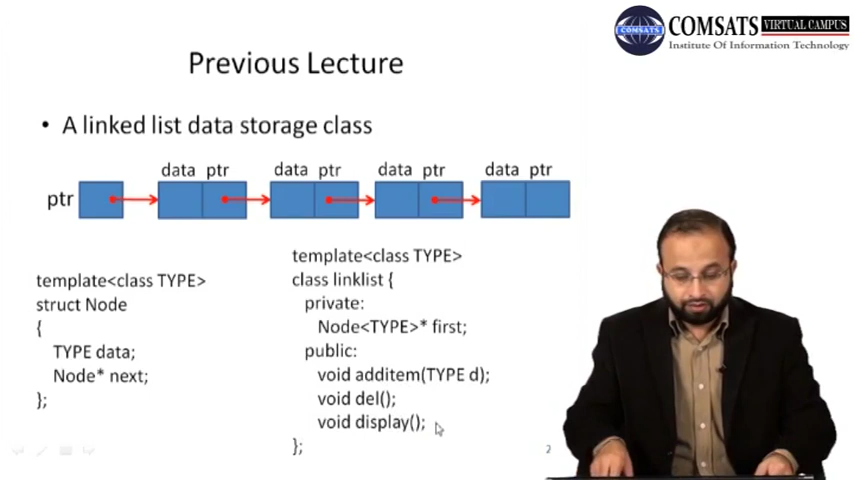 COMSATS VIRTUAL CAMPUS
COMSATS
Institute Of Information Technology
Previous Lecture
• A linked list data storage class
data ptr data ptr data ptr data ptr
ptr
template<class TYPE>
struct Node
{
TYPE data;
Node* next;
};
template<class TYPE>
class linklist {
private:
Node<TYPE>* first;
public:
void additem(TYPE d);
void del();
void display();
};
2